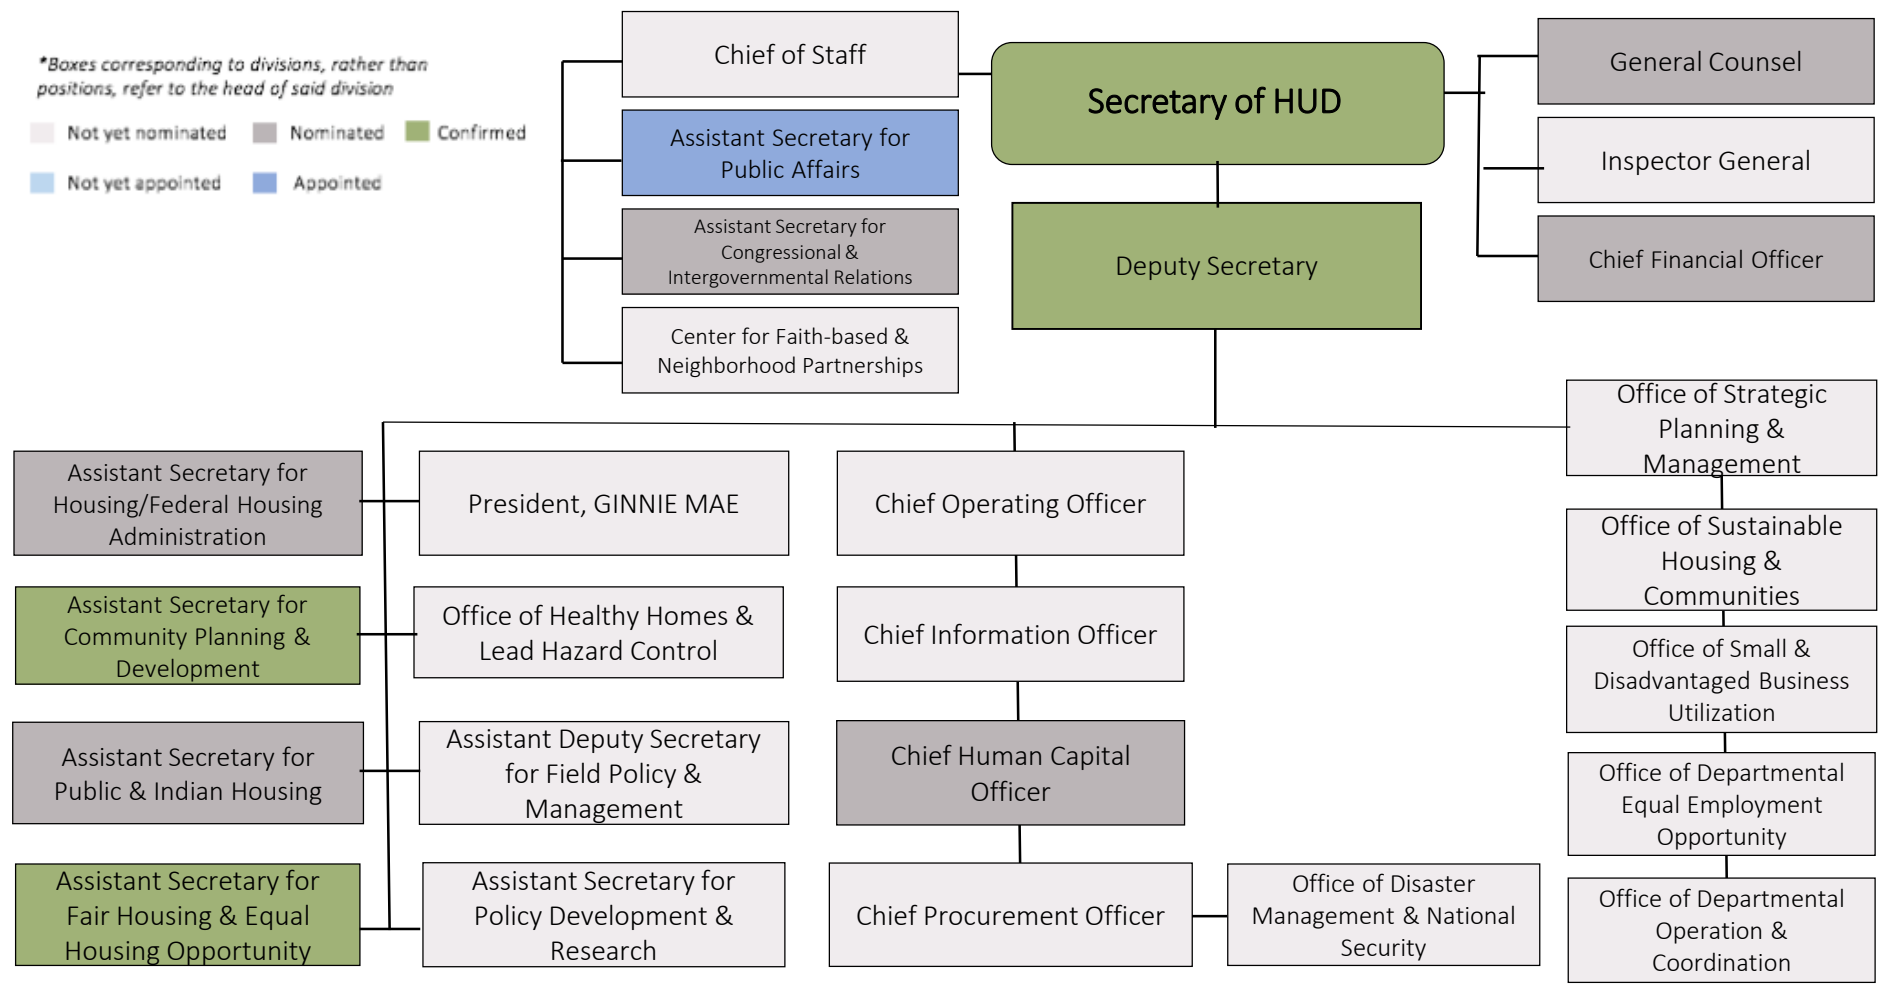 *Boxes corresponding to divisions, rather than
positions, refer to the head of said division
Not yet nominated
Nominated
Confirmed
Not yet appointed
Appointed
Chief of Staff
Assistant Secretary for
Public Affairs
Assistant Secretary for
Congressional &
Intergovernmental Relations
Center for Faith-based &
Neighborhood Partnerships
Secretary of HUD
Deputy Secretary
General Counsel
Inspector General
Chief Financial Officer
Assistant Secretary for
Housing/Federal Housing
Administration
President, GINNIE MAE
Assistant Secretary for
Community Planning &
Development
Office of Healthy Homes &
Lead Hazard Control
Assistant Secretary for
Public & Indian Housing
Assistant Deputy Secretary
for Field Policy &
Management
Assistant Secretary for
Fair Housing & Equal
Housing Opportunity
Assistant Secretary for
Policy Development &
Research
Chief Operating Officer
Chief Information Officer
Chief Human Capital
Officer
Chief Procurement Officer
Office of Disaster
Management & National
Security
Office of Strategic
Planning &
Management
Office of Sustainable
Housing &
Communities
Office of Small &
Disadvantaged Business
Utilization
Office of Departmental
Equal Employment
Opportunity
Office of Departmental
Operation &
Coordination